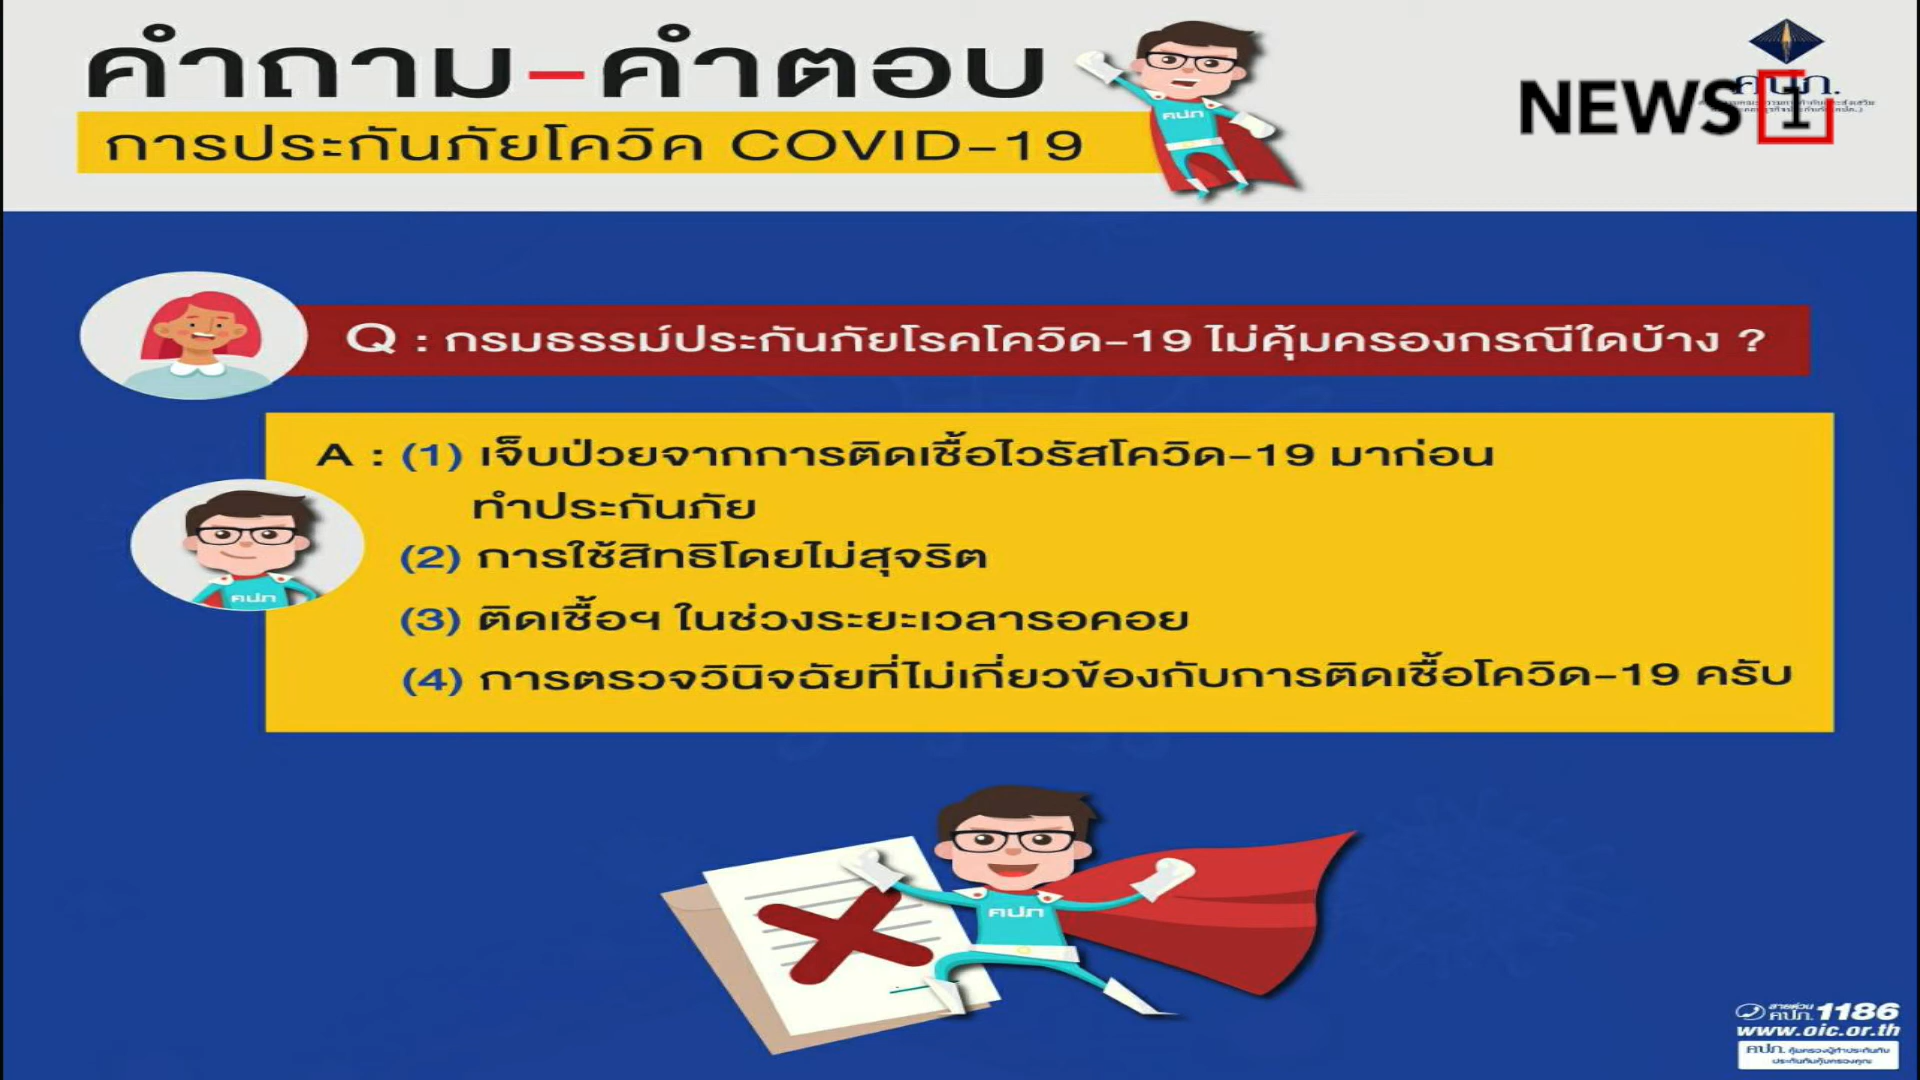 คำถาม-คำตอบ
การประกันภัยโควิค COVID-19
คปภ
คปภ.
NEWS 1
Q : กรมธรรม์ประกันภัยโรคโควิด-19 ไม่คุ้มครองกรณีใดบ้าง ?
A : (1) เจ็บป่วยจากการติดเชื้อไวรัสโควิด-19 มาก่อน
ทำประกันภัย
(2) การใช้สิทธิโดยไม่สุจริต
คปภ
(3) ติดเชื้อฯ ในช่วงระยะเวลารอคอย
(4) การตรวจวินิจฉัยที่ไม่เกี่ยวข้องกับการติดเชื้อโควิด-19 ครับ
คปภ
สายด่วน คปภ. 1186
www.oic.or.th
คปภ.